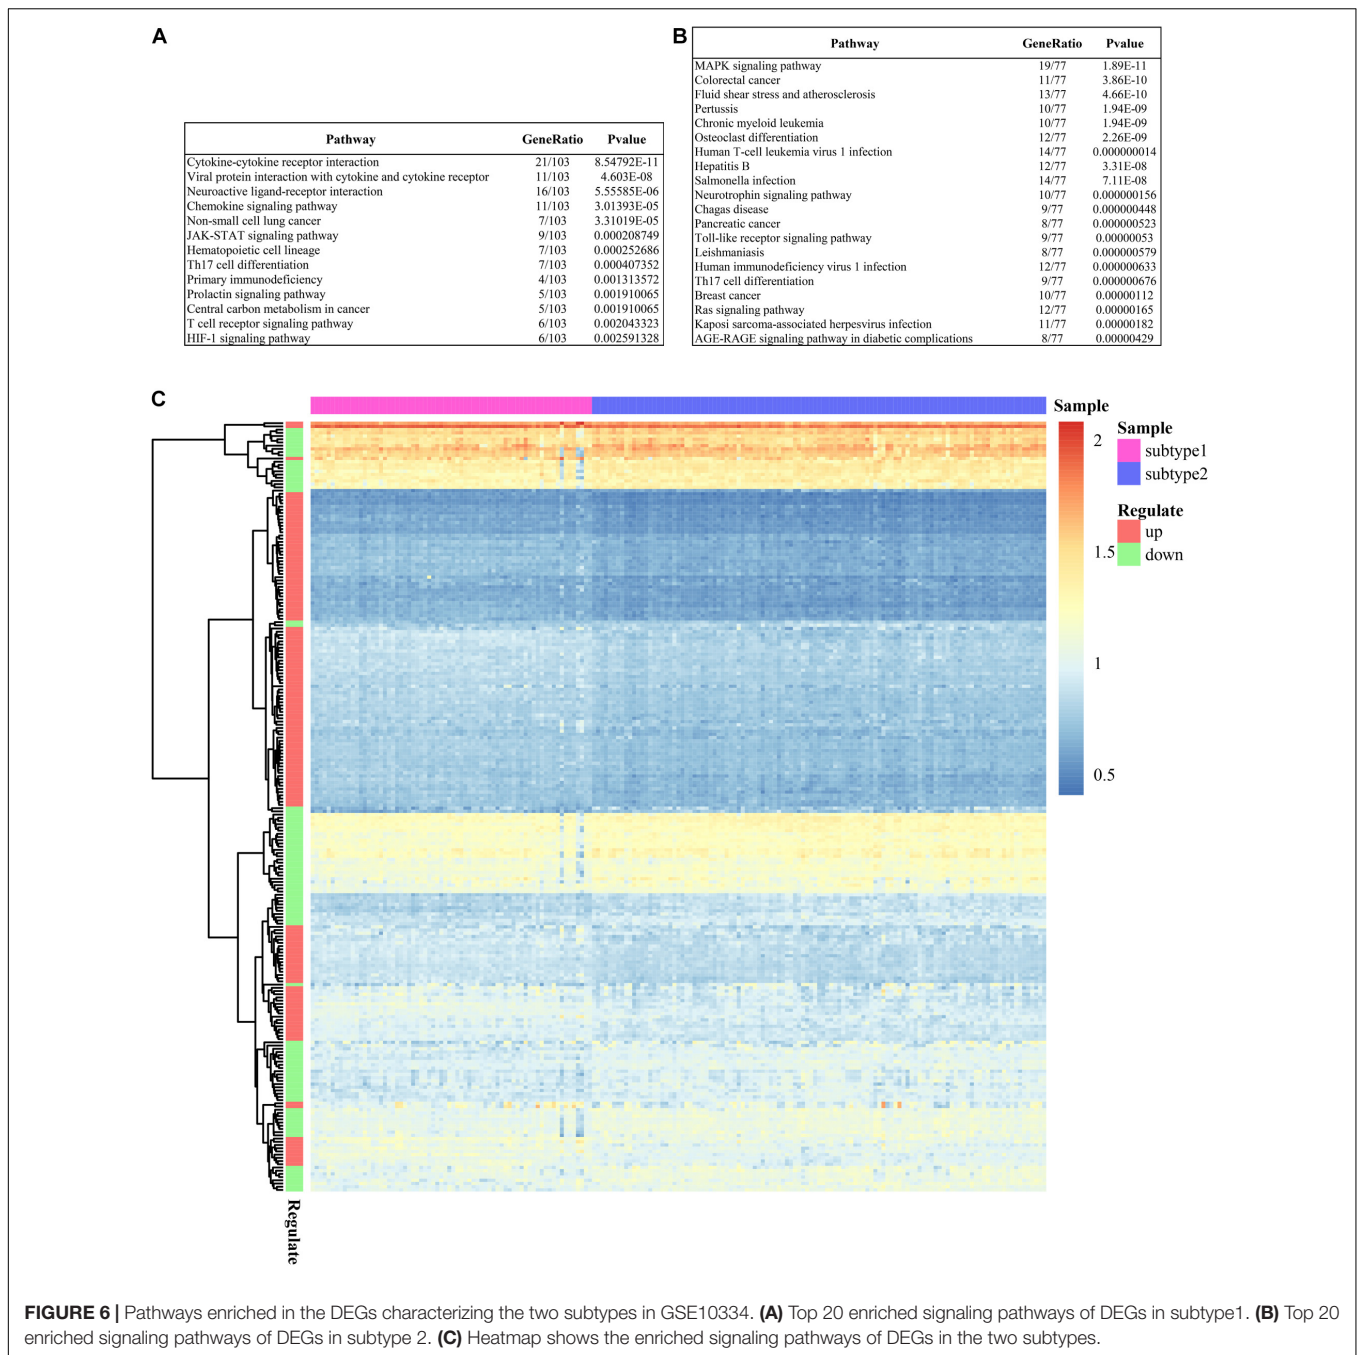 A
Pathway GeneRatio Pvalue
Cytokine-cytokine receptor interaction 21/103 8.54792E-11
Viral protein interaction with cytokine and cytokine receptor 11/103 4.603E-08
Neuroactive ligand-receptor interaction 16/103 5.55585E-06
Chemokine signaling pathway 11/103 3.01393E-05
Non-small cell lung cancer 7/103 3.31019E-05
JAK-STAT signaling pathway 9/103 0.000208749
Hematopoietic cell lineage 7/103 0.000252686
Th17 cell differentiation 7/103 0.000407352
Primary immunodeficiency 4/103 0.001313572
Prolactin signaling pathway 5/103 0.001910065
Central carbon metabolism in cancer 5/103 0.001910065
T cell receptor signaling pathway 6/103 0.002043323
HIF-1 signaling pathway 6/103 0.002591328
B
Pathway GeneRatio Pvalue
MAPK signaling pathway 19/77 1.89E-11
Colorectal cancer 11/77 3.86E-10
Fluid shear stress and atherosclerosis 13/77 4.66E-10
Pertussis 10/77 1.94E-09
Chronic myeloid leukemia 10/77 1.94E-09
Osteoclast differentiation 12/77 2.26E-09
Human T-cell leukemia virus 1 infection 14/77 0.000000014
Hepatitis B 12/77 3.31E-08
Salmonella infection 14/77 7.11E-08
Neurotrophin signaling pathway 10/77 0.000000156
Chagas disease 9/77 0.000000448
Pancreatic cancer 8/77 0.000000523
Toll-like receptor signaling pathway 9/77 0.00000053
Leishmaniasis 8/77 0.000000579
Human immunodeficiency virus 1 infection 12/77 0.000000633
Th17 cell differentiation 9/77 0.000000676
Breast cancer 10/77 0.00000112
Ras signaling pathway 12/77 0.00000165
Kaposi sarcoma-associated herpesvirus infection 11/77 0.00000182
AGE-RAGE signaling pathway in diabetic complications 8/77 0.00000429
C
Sample
2
1.5
1
0.5
Sample
subtype1
subtype2
Regulate
up
down
Regulate
FIGURE 6 | Pathways enriched in the DEGs characterizing the two subtypes in GSE10334. (A) Top 20 enriched signaling pathways of DEGs in subtype1. (B) Top 20
enriched signaling pathways of DEGs in subtype 2. (C) Heatmap shows the enriched signaling pathways of DEGs in the two subtypes.